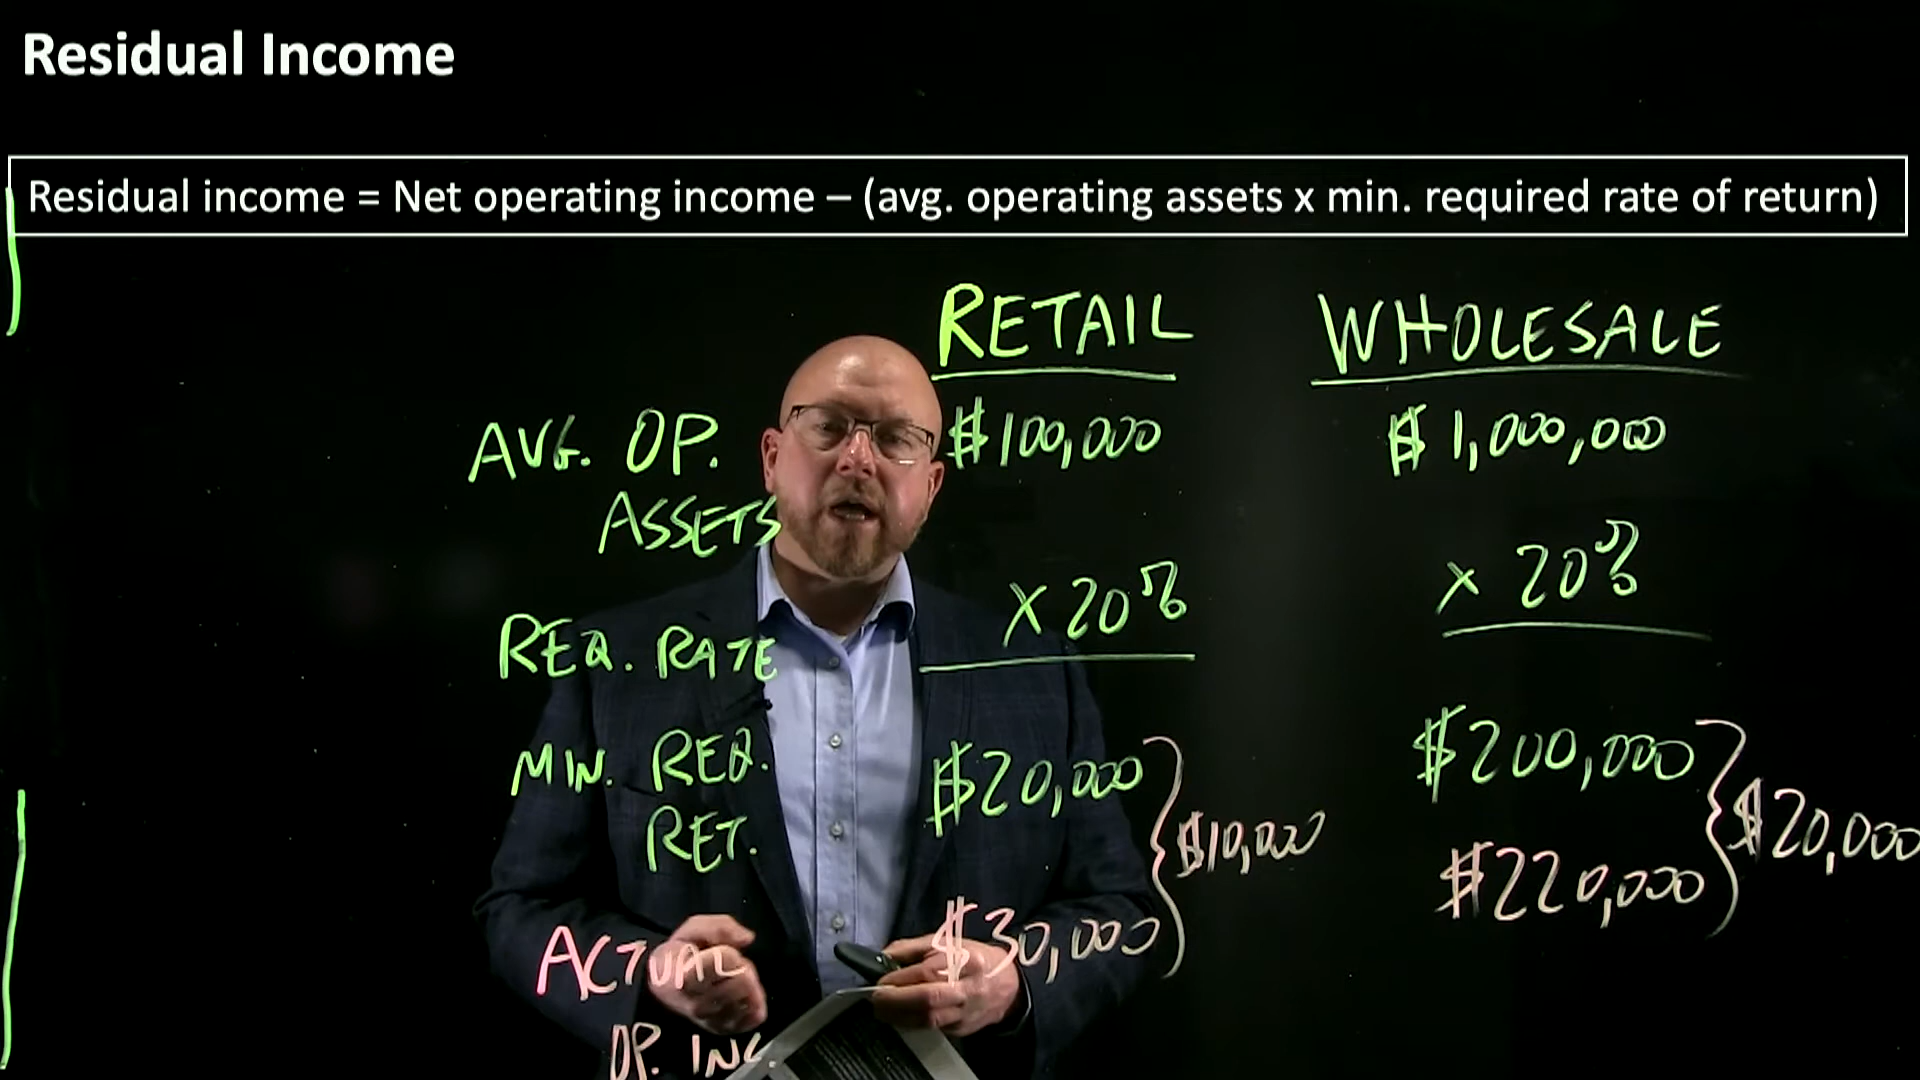 Residual Income
Residual income = Net operating income – (avg. operating assets x min. required rate of return)
RETAIL WHOLESALE
AVG. OP. $100,000 $1,000,000
ASSETS
REQ. RATE x 20% x 20%
MIN. REQ. $20,000 $200,000
RET. $10,000 $20,000
ACTUAL $30,000 $220,000
OP. INC.